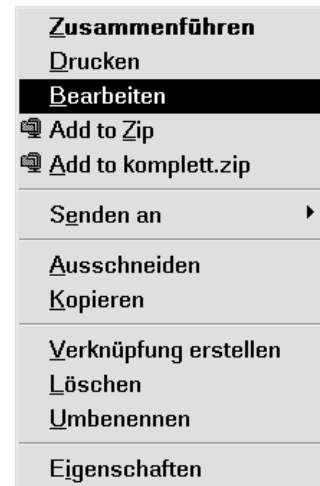 Zusammenführen
Drucken
Bearbeiten
Add to Zip
Add to komplett.zip
Senden an
Ausschneiden
Kopieren
Verknüpfung erstellen
Löschen
Umbenennen
Eigenschaften